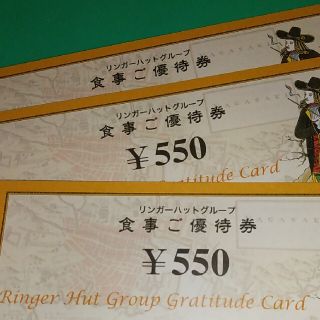 リンガーハットグループ
食事ご優待券
リンガーハットグループ
食事ご優待券
￥550
titude Card
リンガーハットグループ
食事ご優待券
￥550
Ringer Hut Group Gratitude Card